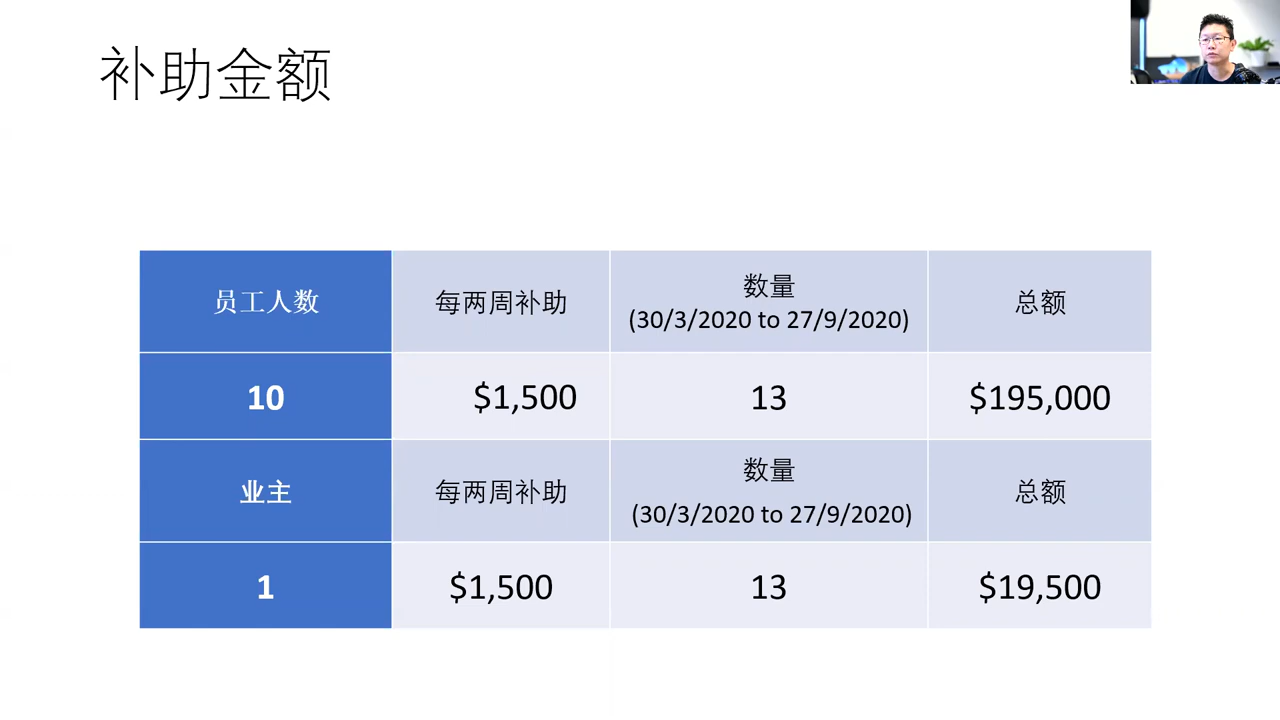 补助金额
员工人数 每两周补助 数量 总额
(30/3/2020 to 27/9/2020)
10 $1,500 13 $195,000
业主 每两周补助 数量 总额
(30/3/2020 to 27/9/2020)
1 $1,500 13 $19,500